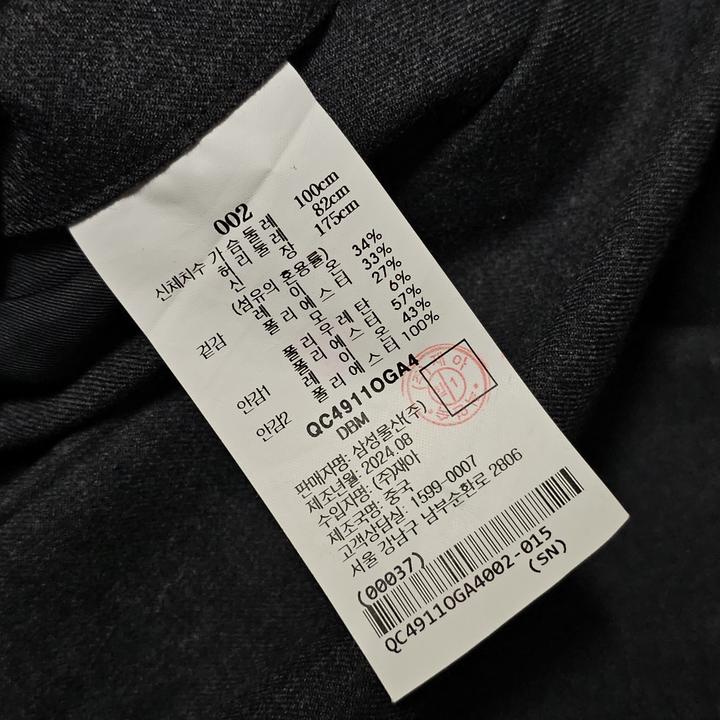 002
신체치수 가슴둘레 100cm
허리둘레 82cm
신장 175cm
(섬유의 혼용률)
겉감 레이온 34%
폴리에스터 33%
모 27%
폴리우레탄 6%
안감1 폴리에스터 57%
레이온 43%
안감2 폴리에스터 100%
QC4911OGA4
DBM
판매자명: 삼성물산(주)
제조년월: 2024.08
수입자명: (주)재아
제조국명: 중국
고객상담실: 1599-0007
서울 강남구 남부순환로 2806
(00037)
QC4911OGA4002-015
(SN)